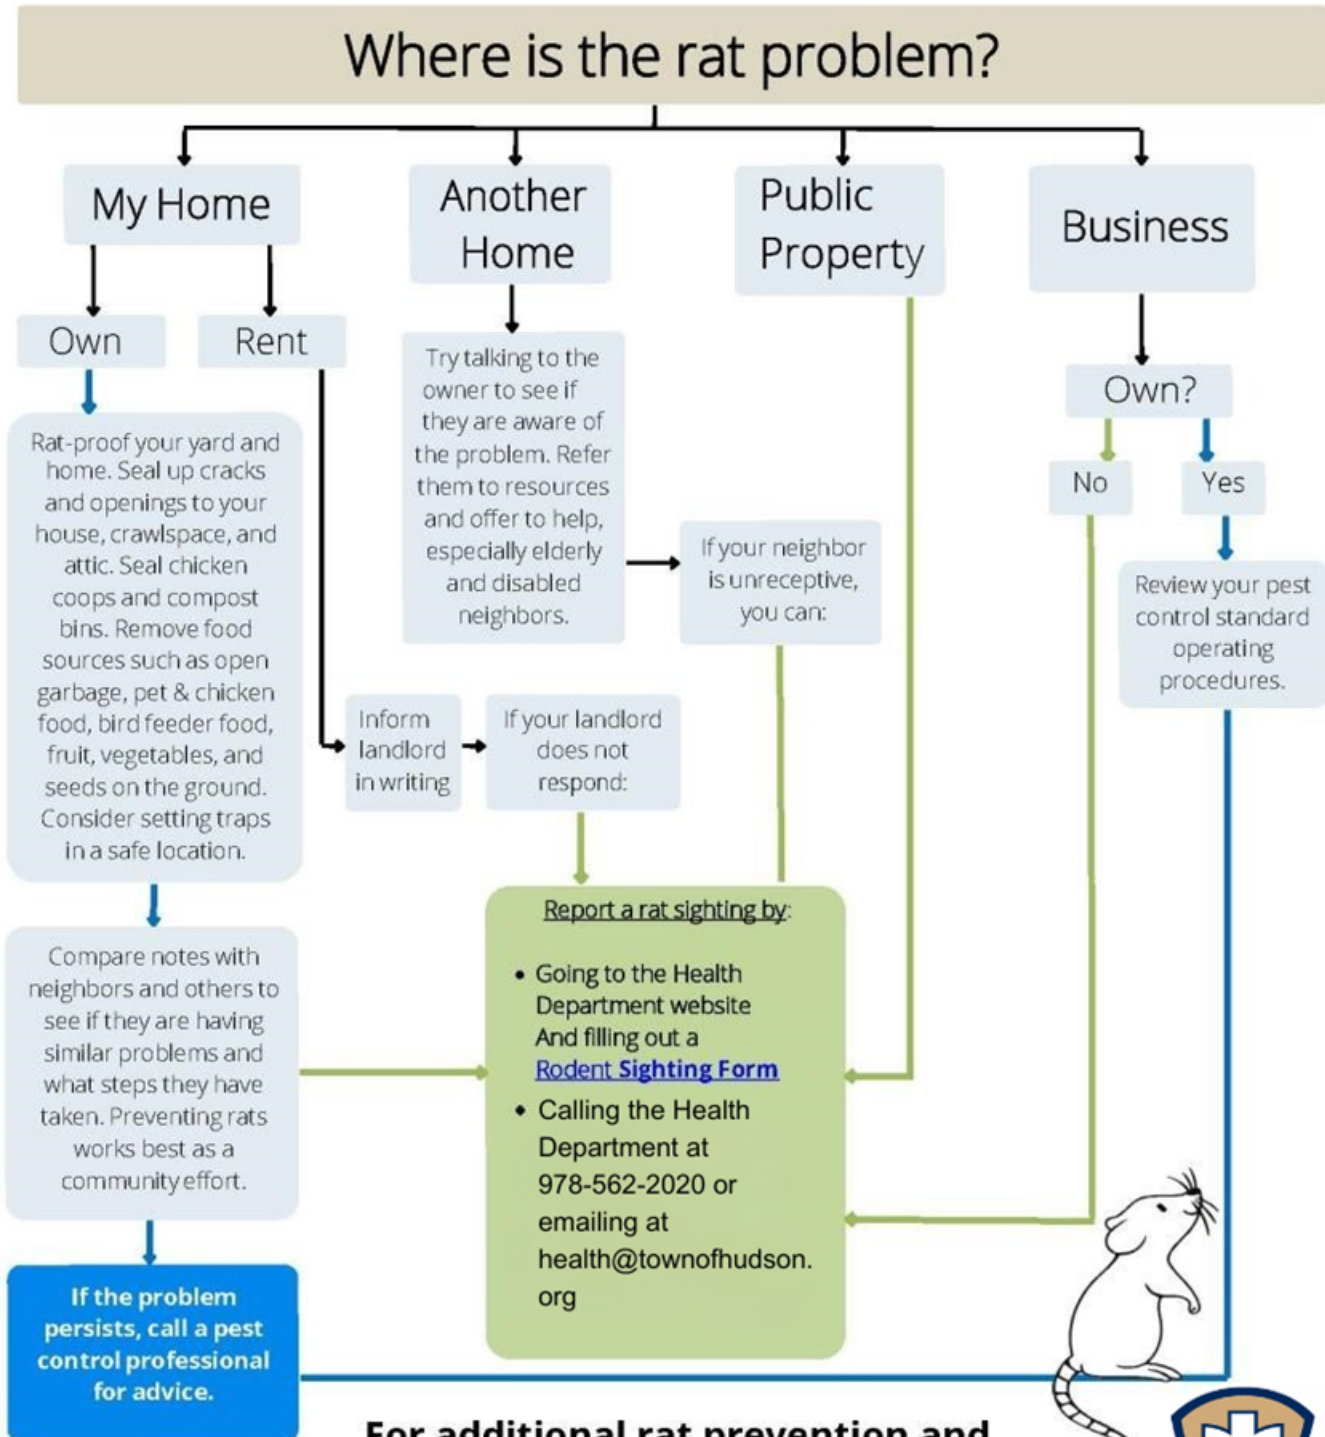 Where is the rat problem?
My Home
Another
Home
Public
Property
Business
Own
Rent
Own?
No
Yes
Rat-proof your yard and
home. Seal up cracks
and openings to your
house, crawlspace, and
attic. Seal chicken
coops and compost
bins. Remove food
sources such as open
garbage, pet & chicken
food, bird feeder food,
fruit, vegetables, and
seeds on the ground.
Consider setting traps
in a safe location.
Try talking to the
owner to see if
they are aware of
the problem. Refer
them to resources
and offer to help,
especially elderly
and disabled
neighbors.
If your neighbor
is unreceptive,
you can:
Review your pest
control standard
operating
procedures.
Inform
landlord
in writing
If your landlord
does not
respond:
Compare notes with
neighbors and others to
see if they are having
similar problems and
what steps they have
taken. Preventing rats
works best as a
community effort.
Report a rat sighting by:
• Going to the Health
Department website
And filling out a
Rodent Sighting Form
• Calling the Health
Department at
978-562-2020 or
emailing at
health@townofhudson.
org
If the problem
persists, call a pest
control professional
for advice.
For additional rat prevention and